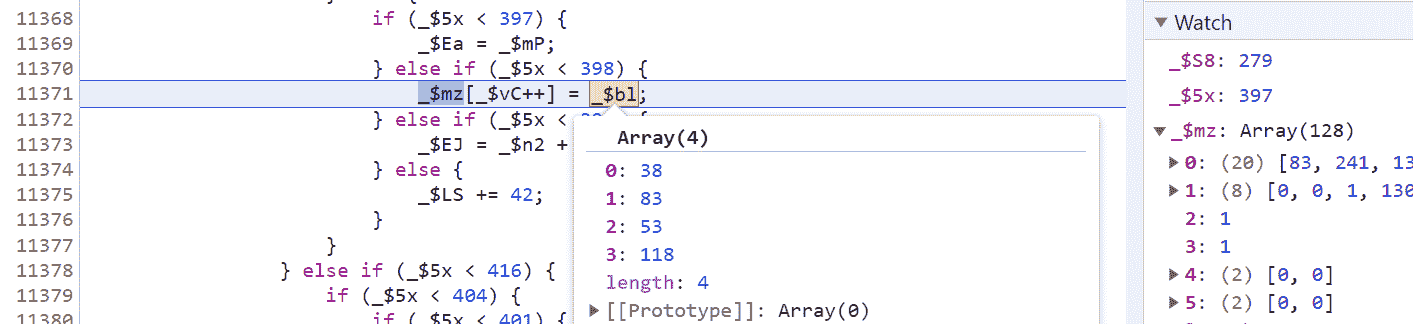 11368 if (_$5x < 397) {
11369 _$Ea = _$mP;
11370 } else if (_$5x < 398) {
11371 _$mz[_$vC++] = _$bl;
11372 } else if (_$5x < 39
11373 _$EJ = _$n2 +
11374 } else {
11375 _$LS += 42;
11376 }
11377 }
11378 } else if (_$5x < 416) {
11379 if (_$5x < 404) {
11380 if (_$5x < 401) {
Array(4)
0: 38
1: 83
2: 53
3: 118
length: 4
[[Prototype]]: Array(0)
Watch
_$S8: 279
_$5x: 397
_$mz: Array(128)
0: (20) [83, 241, 13
1: (8) [0, 0, 1, 130
2: 1
3: 1
4: (2) [0, 0]
5: (2) [0, 0]